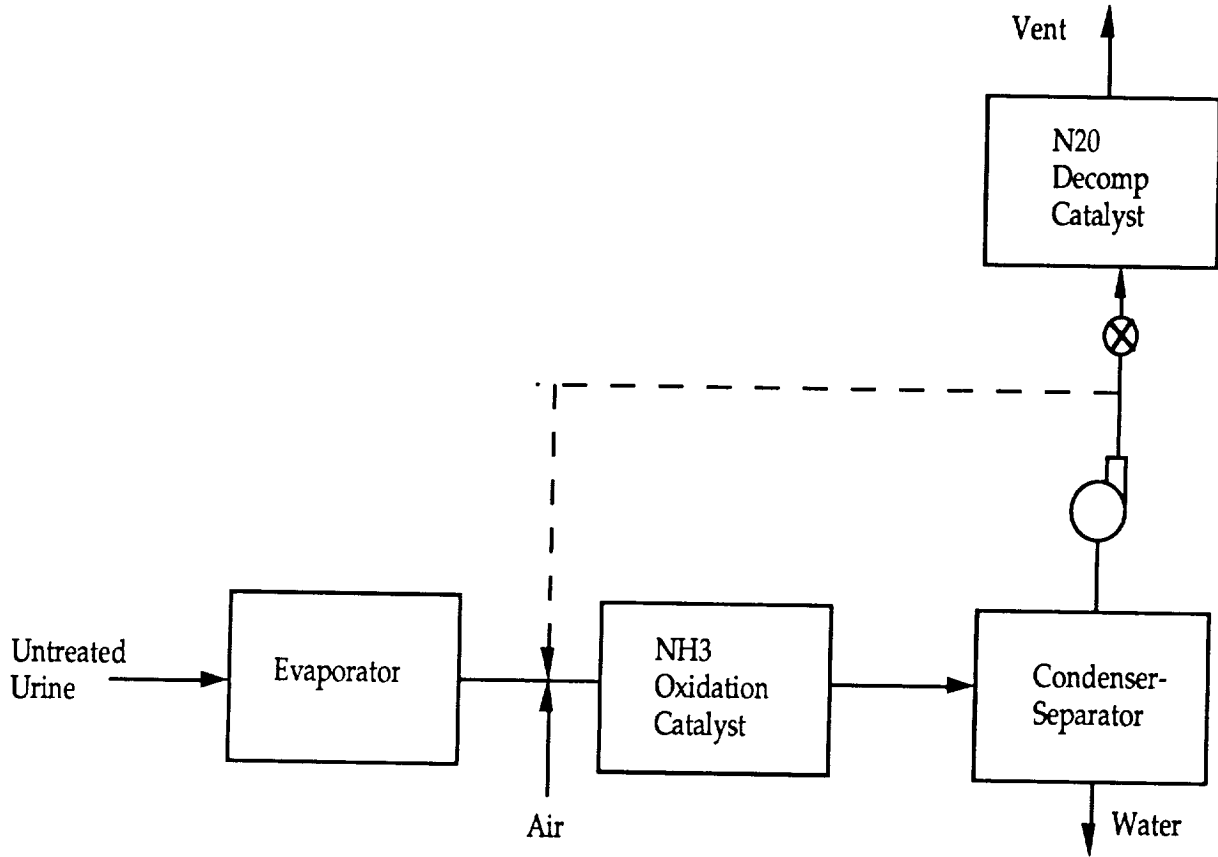 Vent
N20
Decomp
Catalyst
Untreated
Urine
Evaporator
NH3
Oxidation
Catalyst
Condenser-
Separator
Air
Water